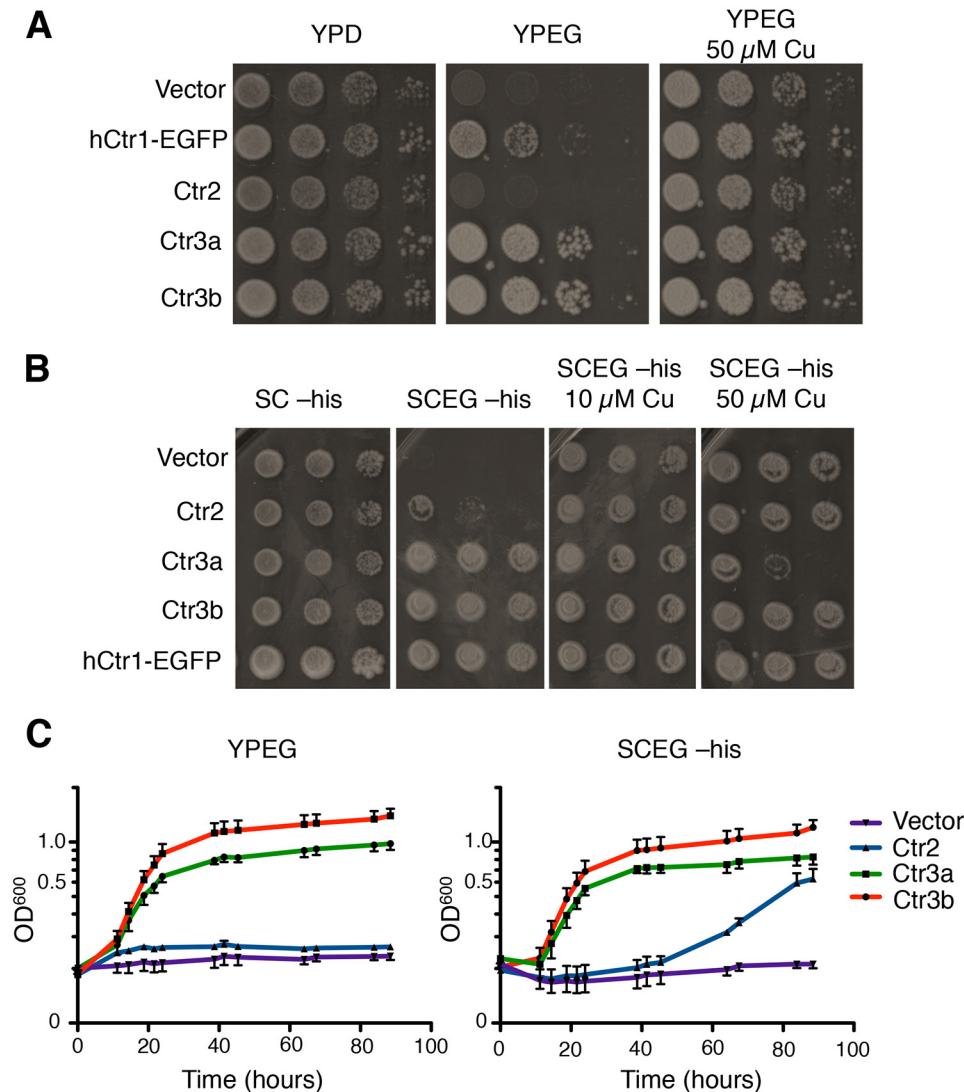 A
YPD
YPEG
YPEG
50 µM Cu
Vector
hCtr1-EGFP
Ctr2
Ctr3a
Ctr3b
B
SC –his
SCEG –his
SCEG –his
10 µM Cu
SCEG –his
50 µM Cu
Vector
Ctr2
Ctr3a
Ctr3b
hCtr1-EGFP
C
YPEG
OD600
1.0
0.5
0
0 20 40 60 80 100
Time (hours)
SCEG –his
OD600
1.0
0.5
0
0 20 40 60 80 100
Time (hours)
Vector
Ctr2
Ctr3a
Ctr3b